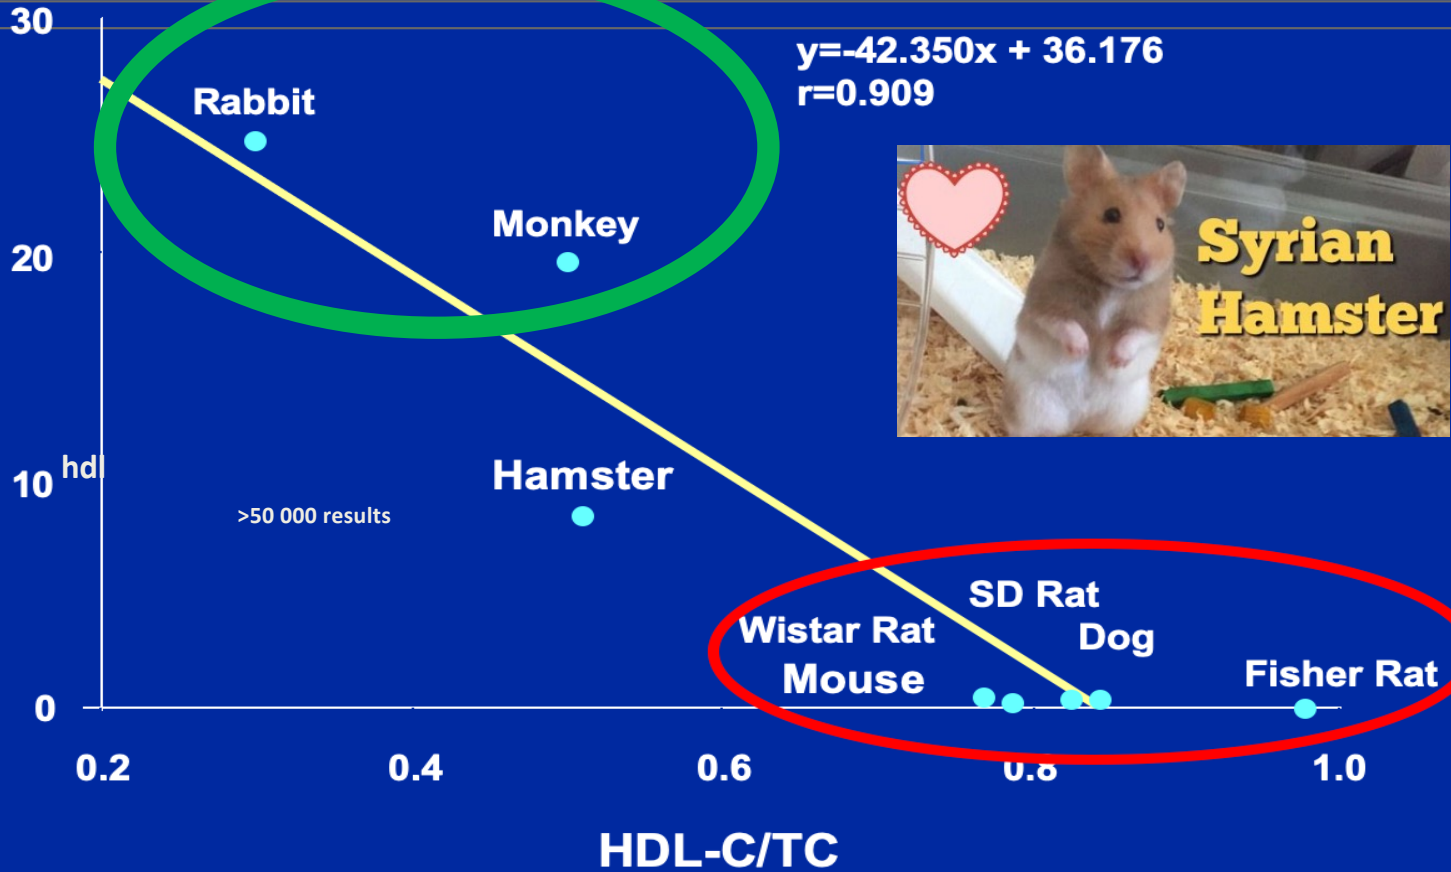 30
y=-42.350x + 36.176
r=0.909
Rabbit
Monkey
Syrian
Hamster
20
10
hdl
Hamster
>50 000 results
SD Rat
Wistar Rat
Dog
Mouse
Fisher Rat
0
0.2 0.4 0.6 0.8 1.0
HDL-C/TC